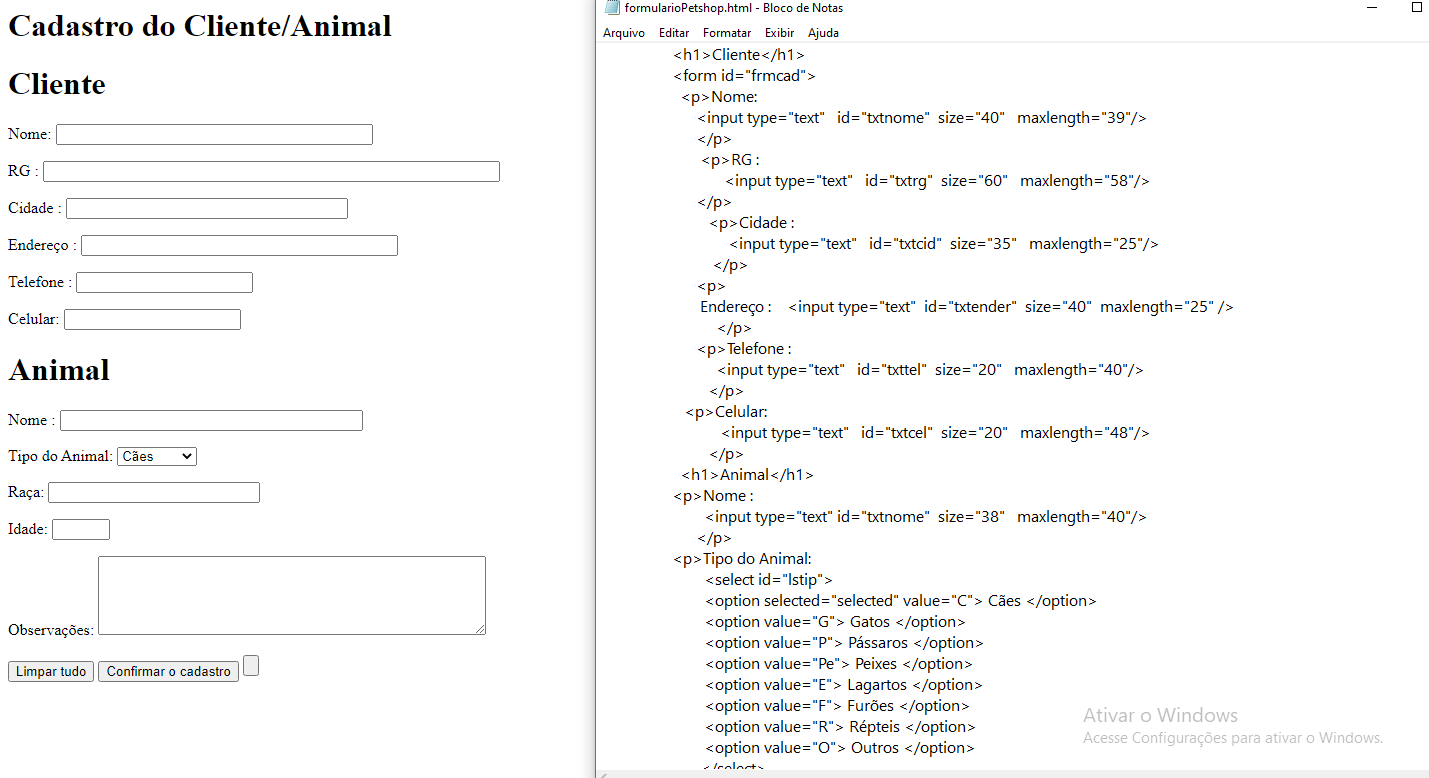 Cadastro do Cliente/Animal
Cliente
Nome:
RG :
Cidade :
Endereço :
Telefone :
Celular:
Animal
Nome :
Tipo do Animal: Cães
Raça:
Idade:
Observações:
Limpar tudo Confirmar o cadastro
formularioPetshop.html - Bloco de Notas
Arquivo Editar Formatar Exibir Ajuda
<h1>Cliente</h1>
<form id="frmcad">
<p>Nome:
<input type="text" id="txtnome" size="40" maxlength="39"/>
</p>
<p>RG :
<input type="text" id="txtrg" size="60" maxlength="58"/>
</p>
<p>Cidade :
<input type="text" id="txtcid" size="35" maxlength="25"/>
</p>
<p>
Endereço : <input type="text" id="txtender" size="40" maxlength="25" />
</p>
<p>Telefone :
<input type="text" id="txttel" size="20" maxlength="40"/>
</p>
<p>Celular:
<input type="text" id="txtcel" size="20" maxlength="48"/>
</p>
<h1>Animal</h1>
<p>Nome :
<input type="text" id="txtnome" size="38" maxlength="40"/>
</p>
<p>Tipo do Animal:
<select id="lstip">
<option selected="selected" value="C"> Cães </option>
<option value="G"> Gatos </option>
<option value="P"> Pássaros </option>
<option value="Pe"> Peixes </option>
<option value="E"> Lagartos </option>
<option value="F"> Furões </option>
<option value="R"> Répteis </option>
<option value="O"> Outros </option>
</select>
Ativar o Windows
Acesse Configurações para ativar o Windows.